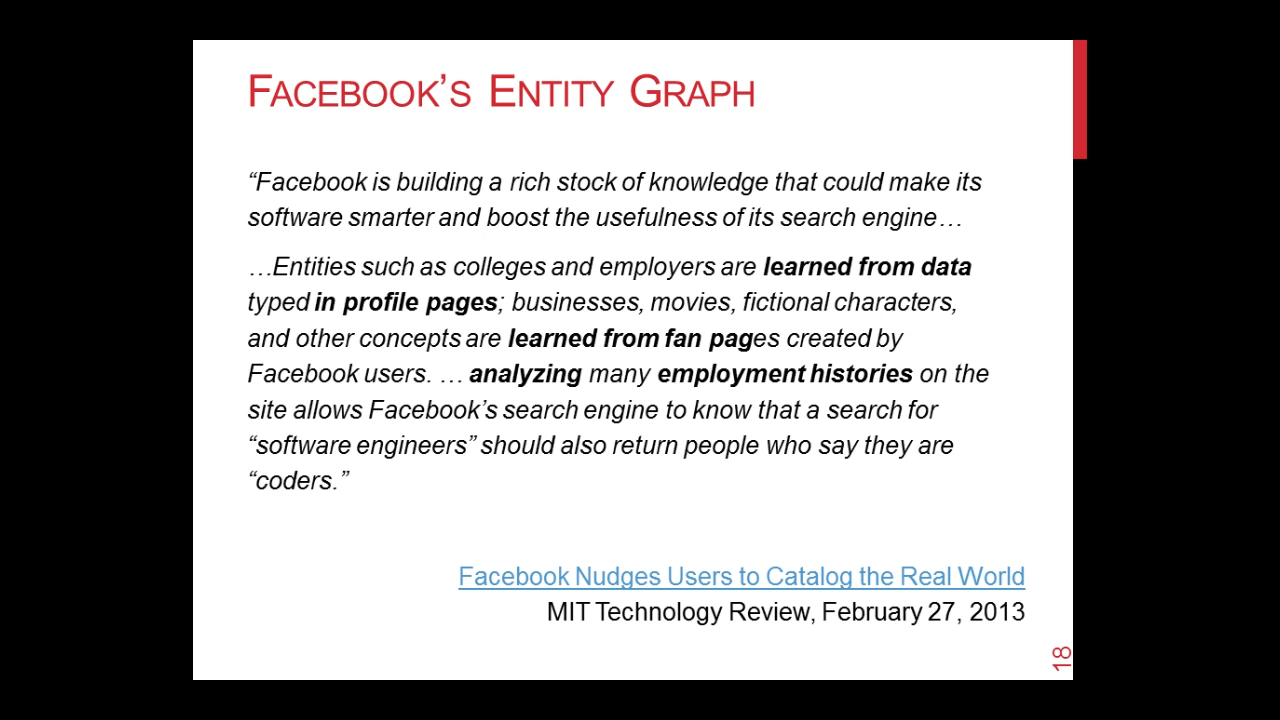 FACEBOOK’S ENTITY GRAPH
“Facebook is building a rich stock of knowledge that could make its
software smarter and boost the usefulness of its search engine…
…Entities such as colleges and employers are learned from data
typed in profile pages; businesses, movies, fictional characters,
and other concepts are learned from fan pages created by
Facebook users. … analyzing many employment histories on the
site allows Facebook’s search engine to know that a search for
“software engineers” should also return people who say they are
“coders.”
Facebook Nudges Users to Catalog the Real World
MIT Technology Review, February 27, 2013
18